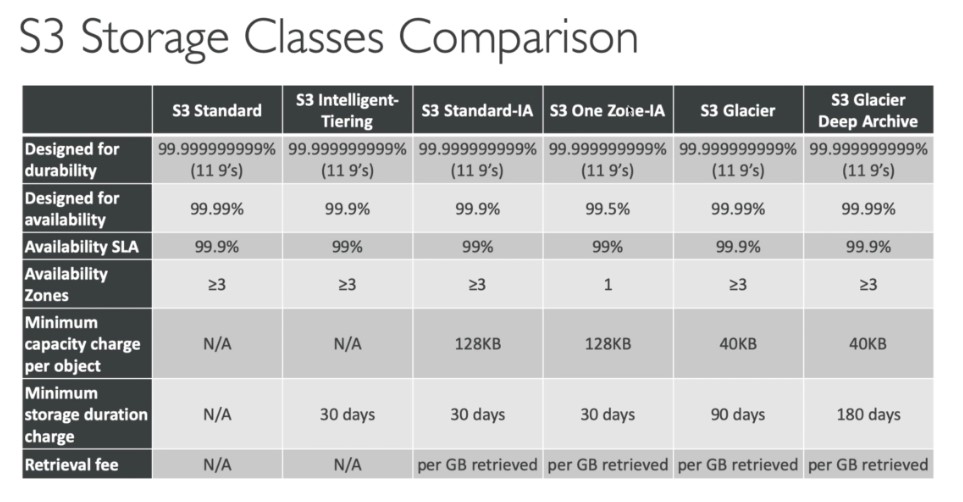 S3 Storage Classes Comparison
S3 Standard S3 Intelligent-Tiering S3 Standard-IA S3 One Zone-IA S3 Glacier S3 Glacier Deep Archive
Designed for durability 99.999999999% (11 9's) 99.999999999% (11 9's) 99.999999999% (11 9's) 99.999999999% (11 9's) 99.999999999% (11 9's) 99.999999999% (11 9's)
Designed for availability 99.99% 99.9% 99.9% 99.5% 99.99% 99.99%
Availability SLA 99.9% 99% 99% 99% 99.9% 99.9%
Availability Zones ≥3 ≥3 ≥3 1 ≥3 ≥3
Minimum capacity charge per object N/A N/A 128KB 128KB 40KB 40KB
Minimum storage duration charge N/A 30 days 30 days 30 days 90 days 180 days
Retrieval fee N/A N/A per GB retrieved per GB retrieved per GB retrieved per GB retrieved